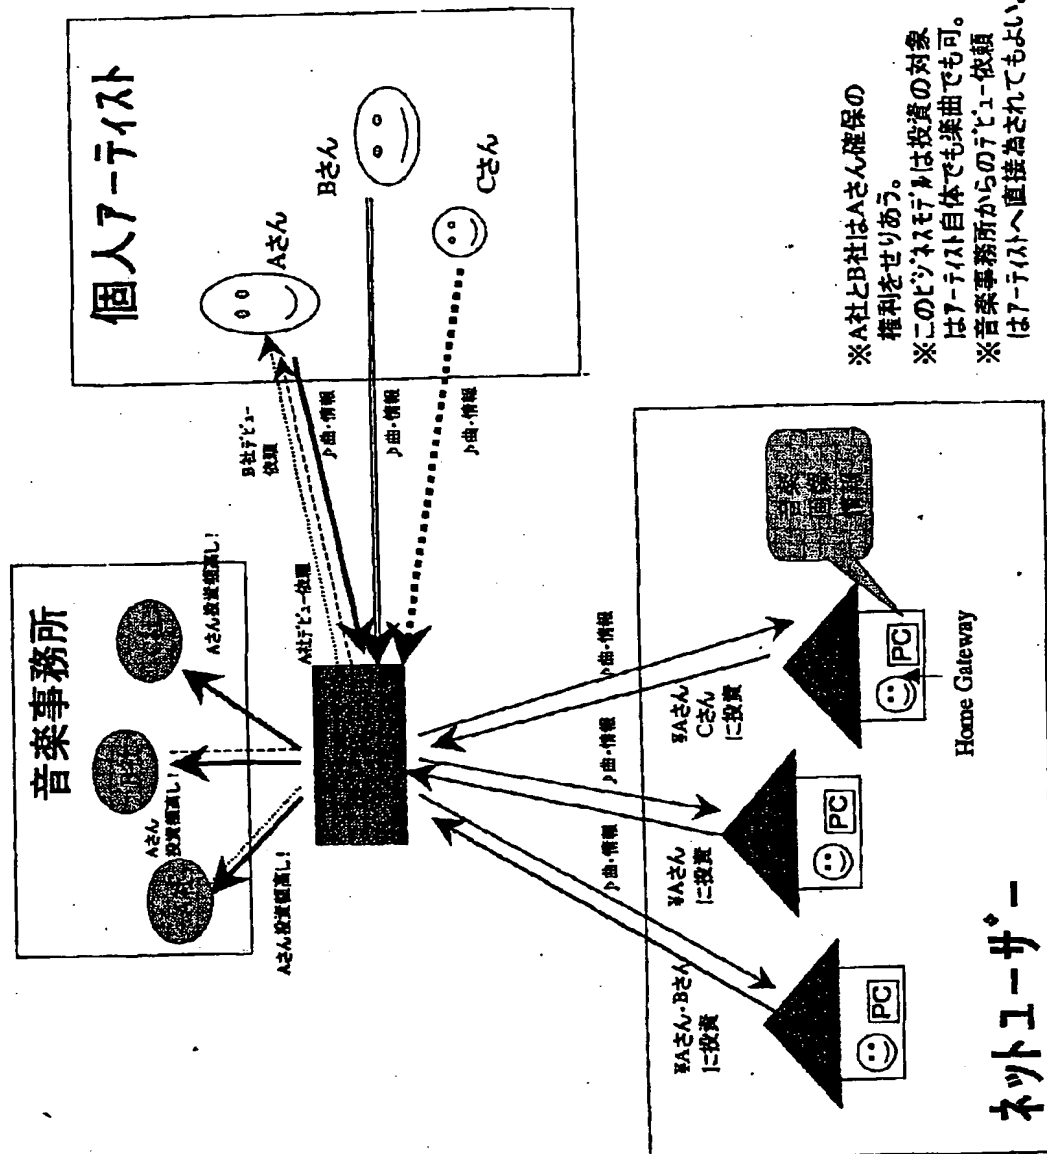 音楽事務所
Aさん投資額高し!
Aさん
投資額高し!
Aさん投資額高し!
個人アーティスト
Aさん
Bさん
Cさん
B社デビュー
依頼
A社デビュー依頼
♪曲・情報
♪曲・情報
♪曲・情報
♪曲・情報
♪曲・情報
♪曲・情報
¥Aさん・Bさん
に投資
¥Aさん
に投資
¥Aさん
Cさん
に投資
音楽
画像
PC
PC
PC
Home Gateway
ネットユーザー
※A社とB社はAさん確保の
権利をせりあう。
※このビジネスモデルは投資の対象
はアーティスト自体でも楽曲でも可。
※音楽事務所からのデビュー依頼
はアーティストへ直接為されてもよい。